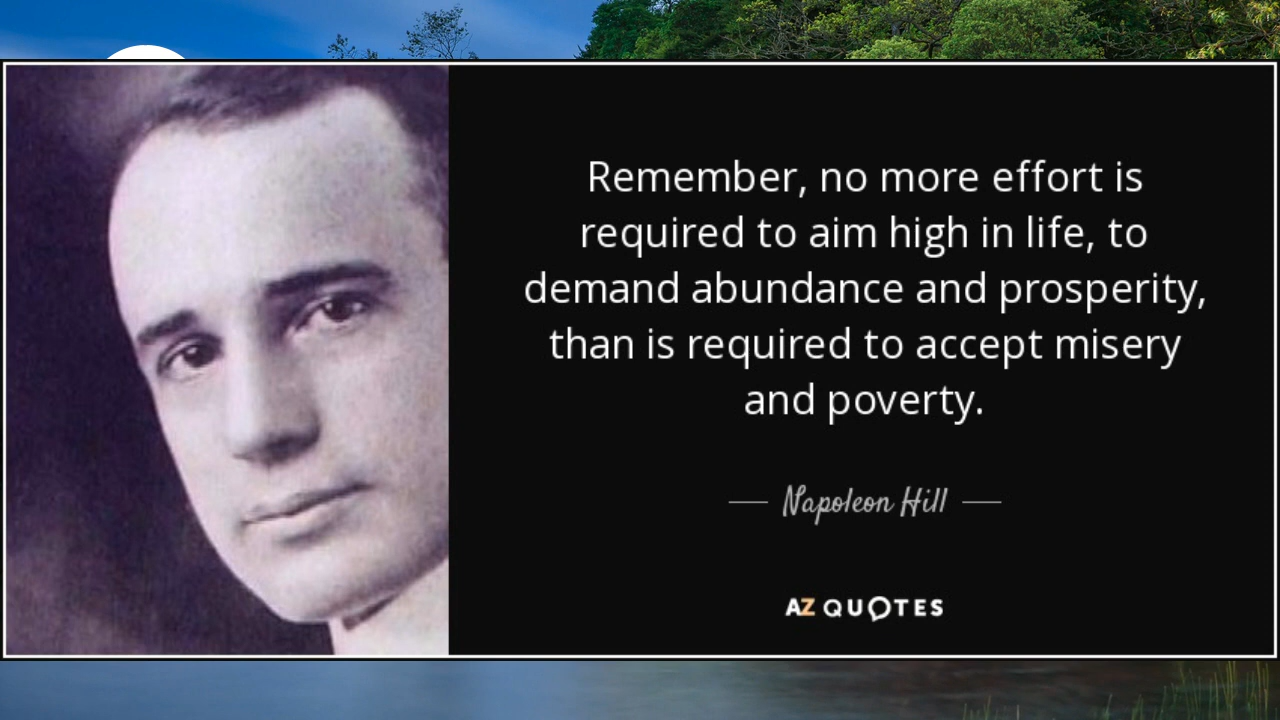 Remember, no more effort is
required to aim high in life, to
demand abundance and prosperity,
than is required to accept misery
and poverty.
Napoleon Hill
AZ QUOTES